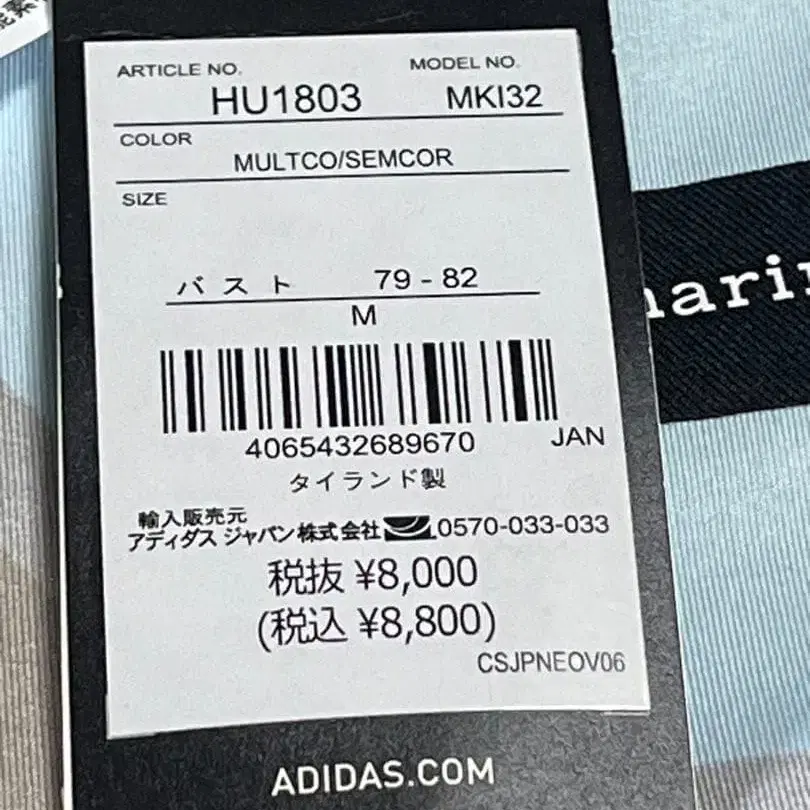 ARTICLE NO. MODEL NO.
HU1803 MKI32
COLOR
MULTCO/SEMCOR
SIZE
バスト 79 - 82
M
4065432689670 JAN
タイランド製
輸入販売元
アディダス ジャパン株式会社 0570-033-033
税抜 ¥8,000
(税込 ¥8,800)
CSJPNEOV06
ADIDAS.COM